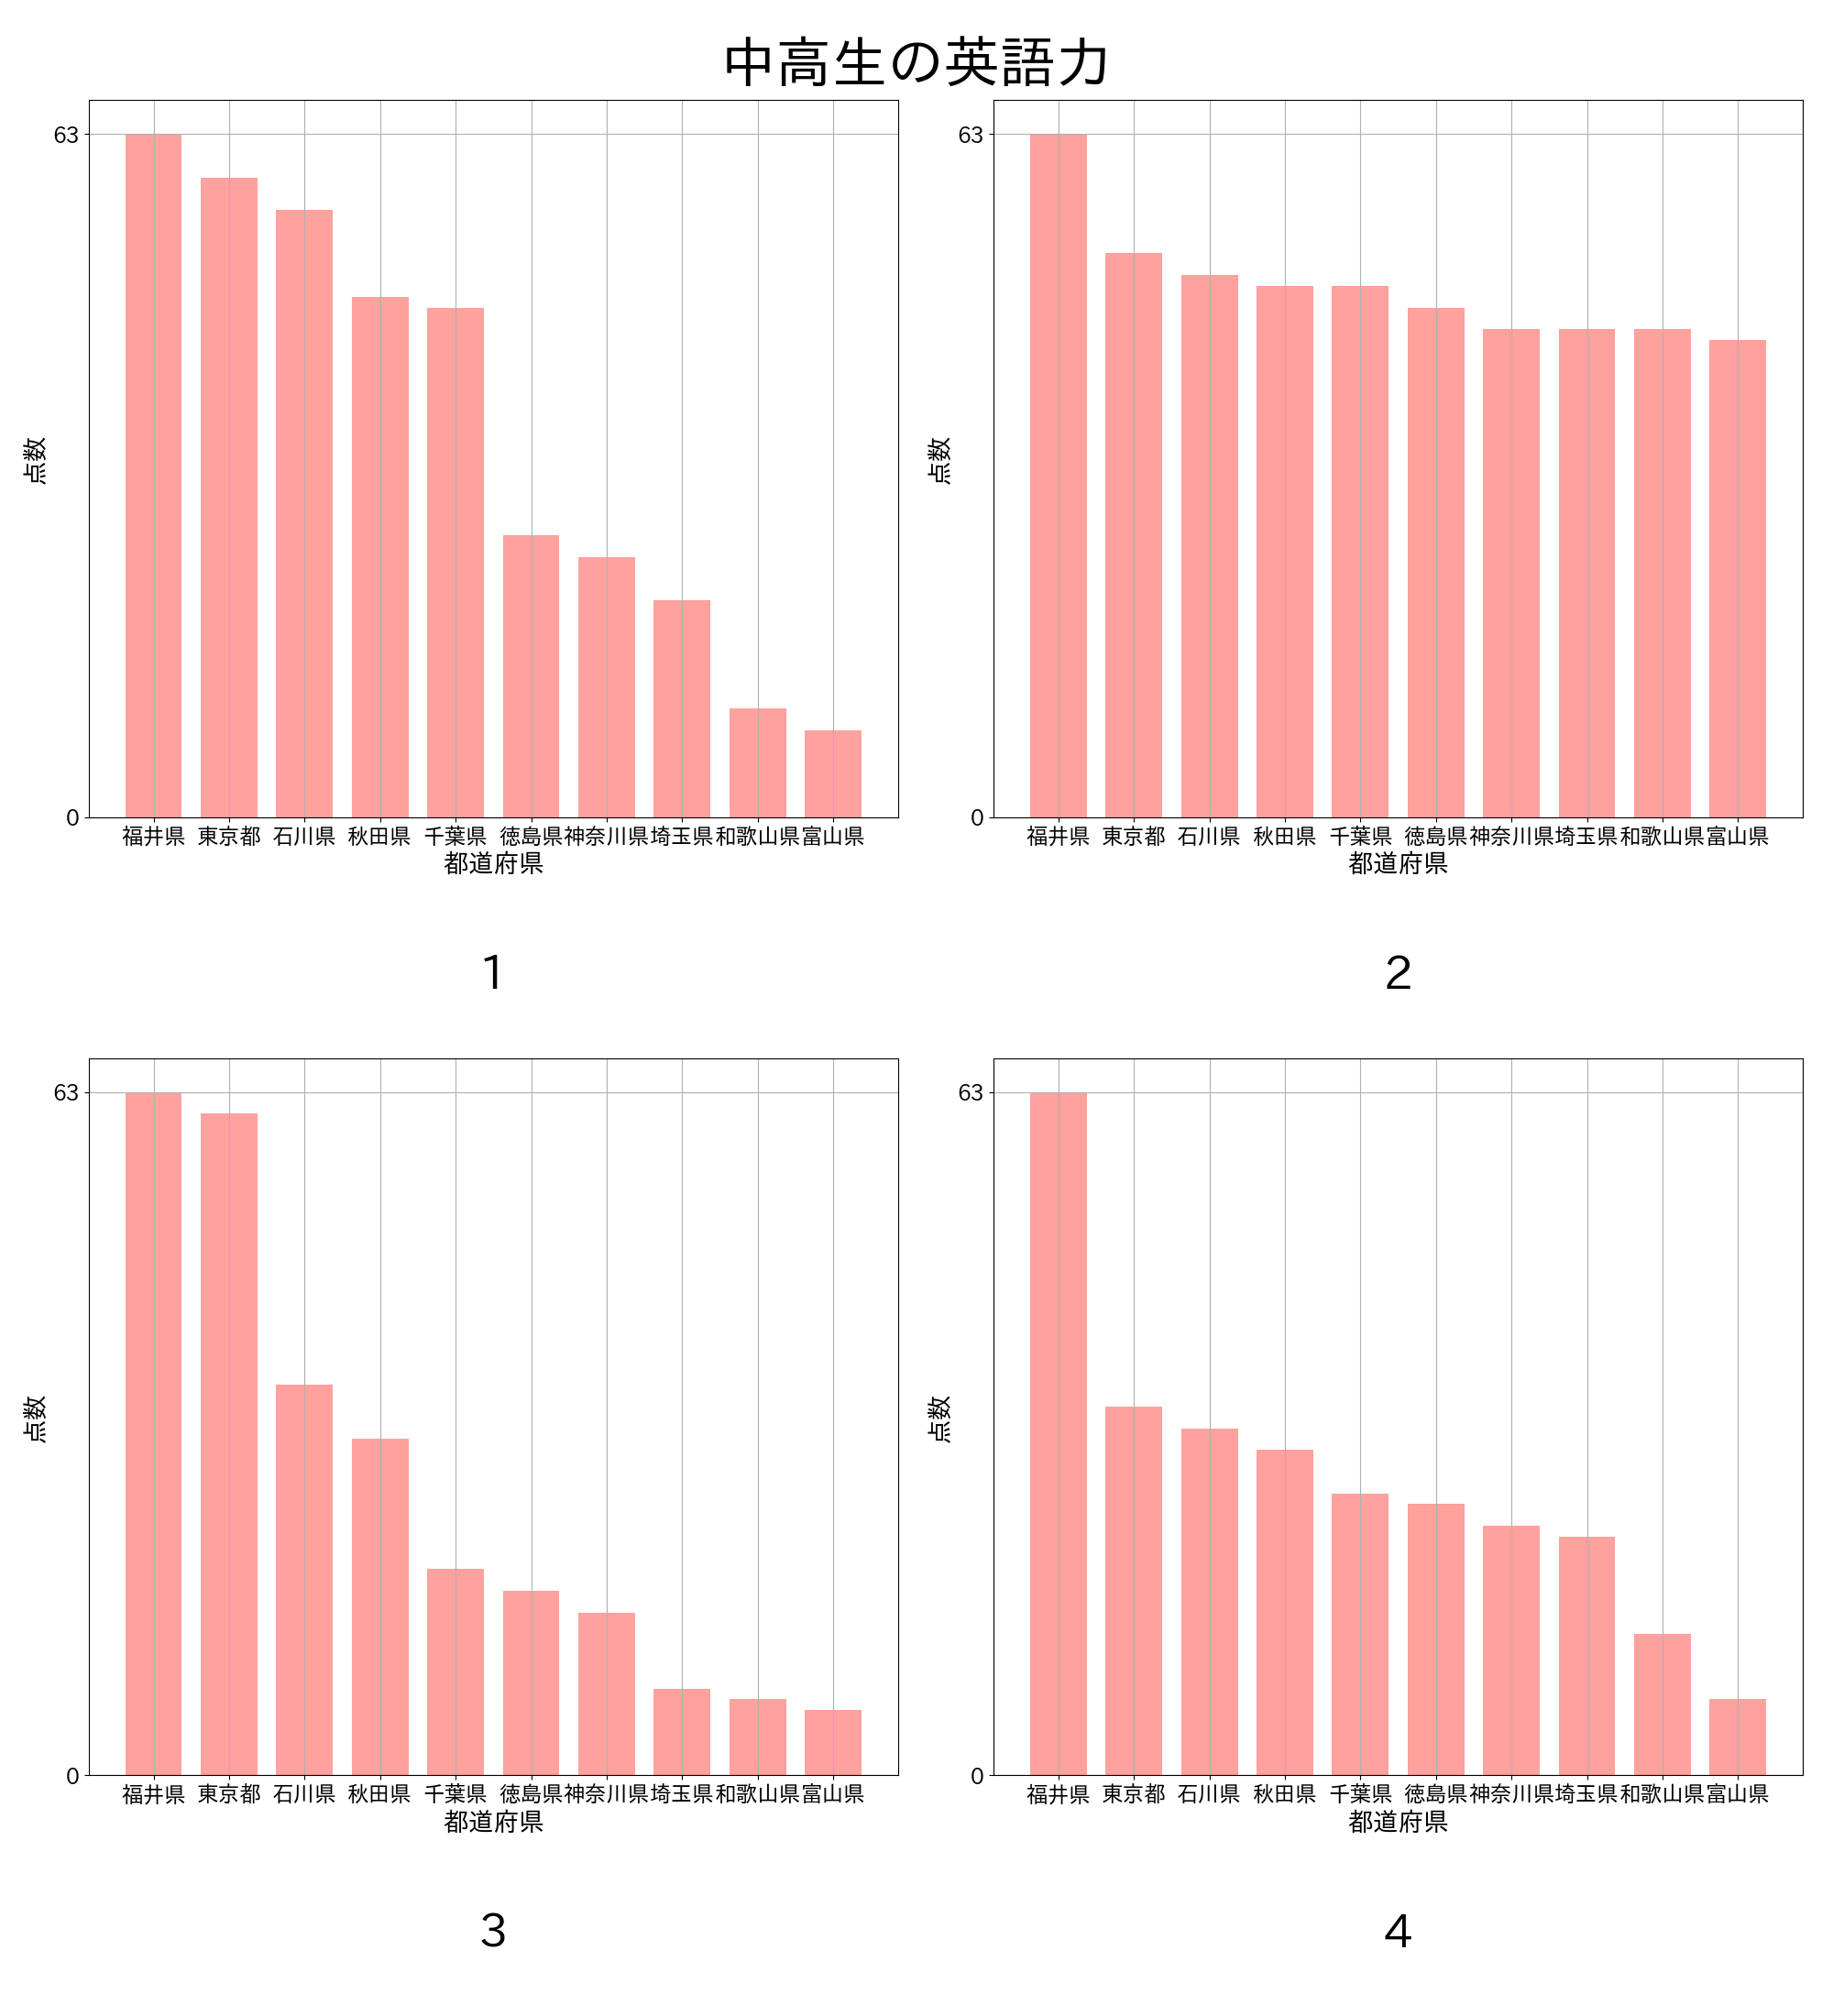 中高生の英語力
63
0
点数
福井県 東京都 石川県 秋田県 千葉県 徳島県 神奈川県 埼玉県 和歌山県 富山県
都道府県
1
63
0
点数
福井県 東京都 石川県 秋田県 千葉県 徳島県 神奈川県 埼玉県 和歌山県 富山県
都道府県
2
63
0
点数
福井県 東京都 石川県 秋田県 千葉県 徳島県 神奈川県 埼玉県 和歌山県 富山県
都道府県
3
63
0
点数
福井県 東京都 石川県 秋田県 千葉県 徳島県 神奈川県 埼玉県 和歌山県 富山県
都道府県
4